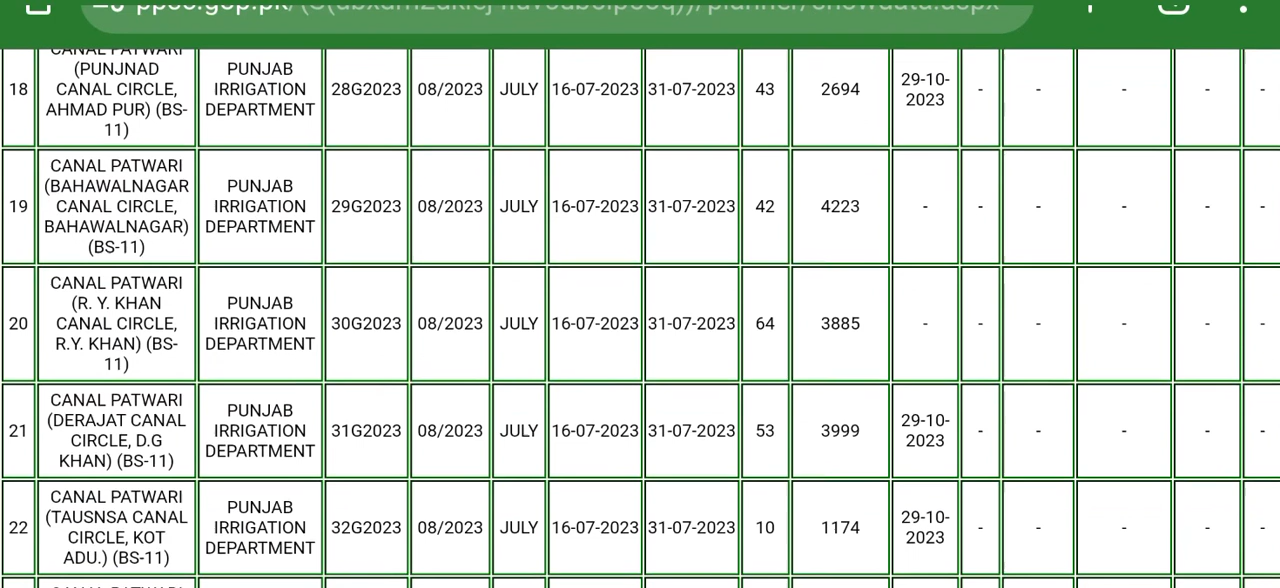 18
CANAL PATWARI
(PUNJNAD
CANAL CIRCLE,
AHMAD PUR) (BS-
11)
PUNJAB
IRRIGATION
DEPARTMENT
28G2023
08/2023
JULY
16-07-2023
31-07-2023
43
2694
29-10-
2023
-
-
-
-
-
19
CANAL PATWARI
(BAHAWALNAGAR
CANAL CIRCLE,
BAHAWALNAGAR)
(BS-11)
PUNJAB
IRRIGATION
DEPARTMENT
29G2023
08/2023
JULY
16-07-2023
31-07-2023
42
4223
-
-
-
-
-
-
20
CANAL PATWARI
(R. Y. KHAN
CANAL CIRCLE,
R.Y. KHAN) (BS-
11)
PUNJAB
IRRIGATION
DEPARTMENT
30G2023
08/2023
JULY
16-07-2023
31-07-2023
64
3885
-
-
-
-
-
-
21
CANAL PATWARI
(DERAJAT CANAL
CIRCLE, D.G
KHAN) (BS-11)
PUNJAB
IRRIGATION
DEPARTMENT
31G2023
08/2023
JULY
16-07-2023
31-07-2023
53
3999
29-10-
2023
-
-
-
-
-
22
CANAL PATWARI
(TAUSNSA CANAL
CIRCLE, KOT
ADU.) (BS-11)
PUNJAB
IRRIGATION
DEPARTMENT
32G2023
08/2023
JULY
16-07-2023
31-07-2023
10
1174
29-10-
2023
-
-
-
-
-